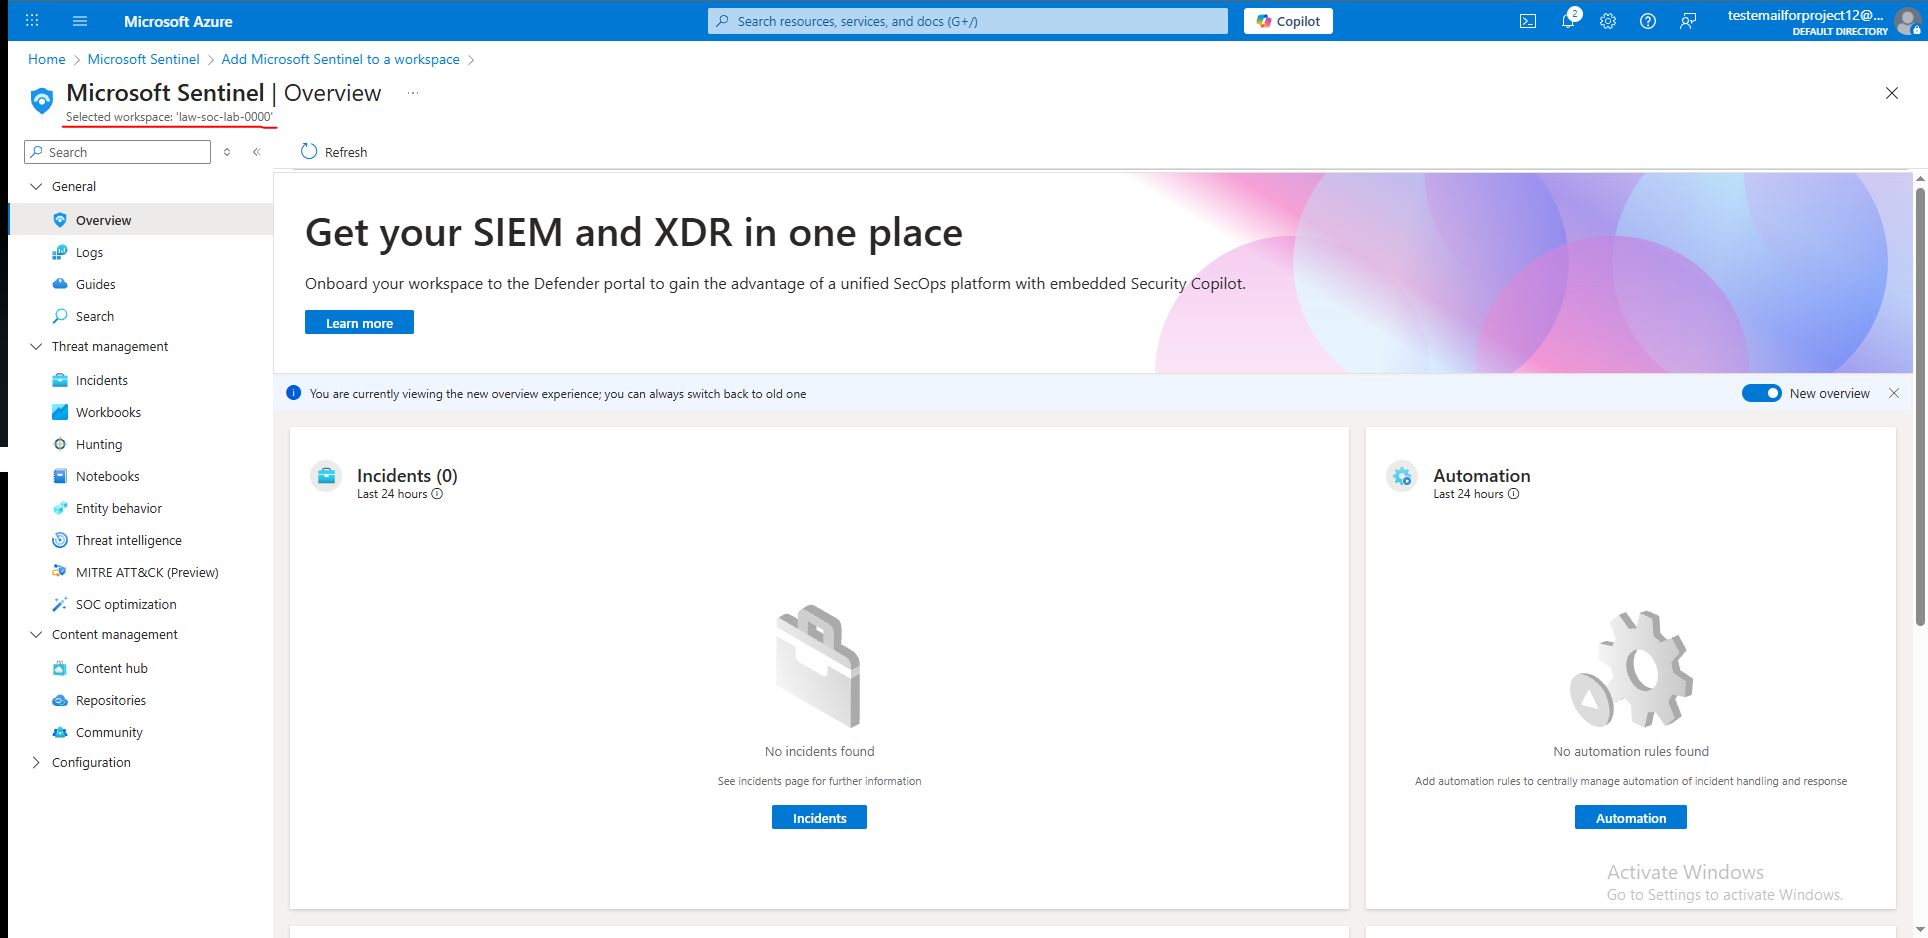 Microsoft Azure
Search resources, services, and docs (G+/)
Copilot
2
testemailforproject12@...
DEFAULT DIRECTORY
Home > Microsoft Sentinel > Add Microsoft Sentinel to a workspace >
Microsoft Sentinel | Overview ...
Selected workspace: 'law-soc-lab-0000'
Search
Refresh
General
Overview
Logs
Guides
Search
Threat management
Incidents
Workbooks
Hunting
Notebooks
Entity behavior
Threat intelligence
MITRE ATT&CK (Preview)
SOC optimization
Content management
Content hub
Repositories
Community
Configuration
Get your SIEM and XDR in one place
Onboard your workspace to the Defender portal to gain the advantage of a unified SecOps platform with embedded Security Copilot.
Learn more
You are currently viewing the new overview experience; you can always switch back to old one
New overview
Incidents (0)
Last 24 hours
No incidents found
See incidents page for further information
Incidents
Automation
Last 24 hours
No automation rules found
Add automation rules to centrally manage automation of incident handling and response
Automation
Activate Windows
Go to Settings to activate Windows.